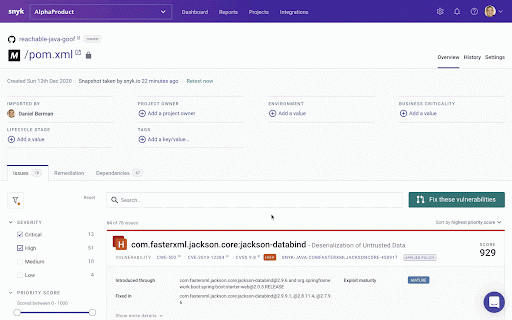 snyk AlphaProduct Dashboard Reports Projects Integrations
reachable-java-goof
M /pom.xml
Overview History Settings
Created Sun 13th Dec 2020 Snapshot taken by snyk.io 22 minutes ago Retest now
IMPORTED BY PROJECT OWNER ENVIRONMENT BUSINESS CRITICALITY
Daniel Berman Add a project owner Add a value Add a value
LIFECYCLE STAGE TAGS
Add a value Add a key/value...
Issues 78 Remediation Dependencies 67
Reset Search... Fix these vulnerabilities
SEVERITY 64 of 78 issues Sort by highest priority score
Critical 13
High 51
Medium 10
Low 4
H com.fasterxml.jackson.core:jackson-databind - Deserialization of Untrusted Data SCORE
929
VULNERABILITY CWE-502 CVE-2019-12384 CVSS HIGH SNYK-JAVA-COMFASTERXMLJACKSONCORE-450917 APPLIED POLICY
PRIORITY SCORE
Scored between 0 - 1000
Introduced through com.fasterxml.jackson.core:jackson-databind@2.9.6 and org.springframe Exploit maturity MATURE
work.boot:spring-boot-starter-web@2.0.5.RELEASE
Fixed in com.fasterxml.jackson.core:jackson-databind@2.9.9.1, @2.8.11.4, @2.7.9.
6
Show more details